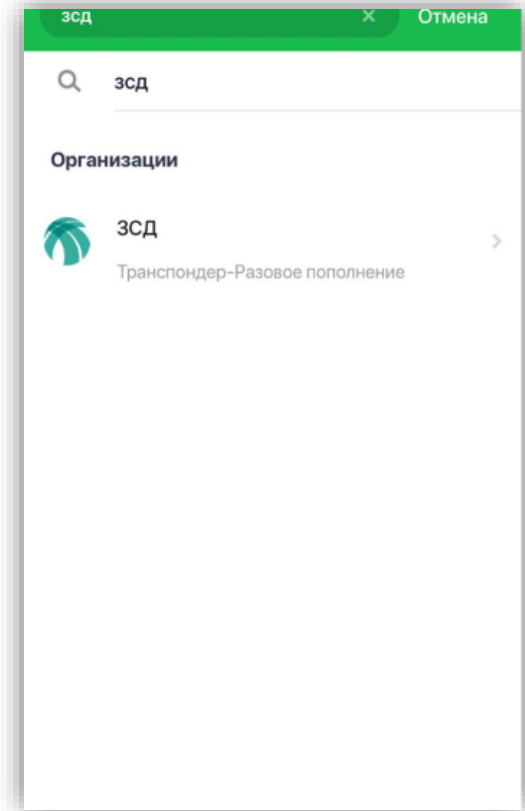 зсд Отмена
зсд
Организации
ЗСД
Транспондер-Разовое пополнение